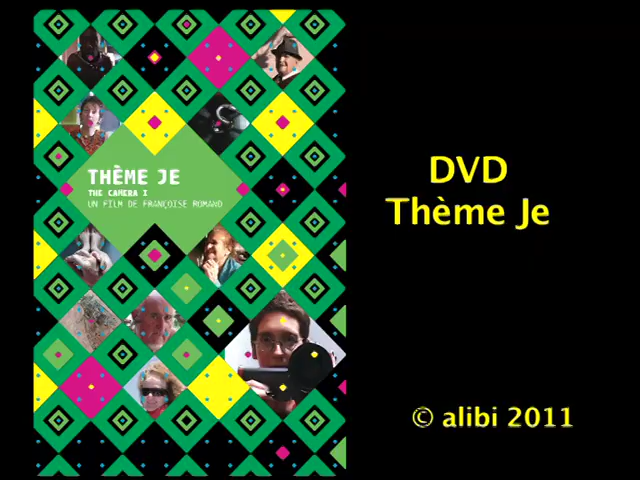 THÈME JE
THE CAMERA I
UN FILM DE FRANÇOISE ROMAND
DVD
Thème Je
© alibi 2011